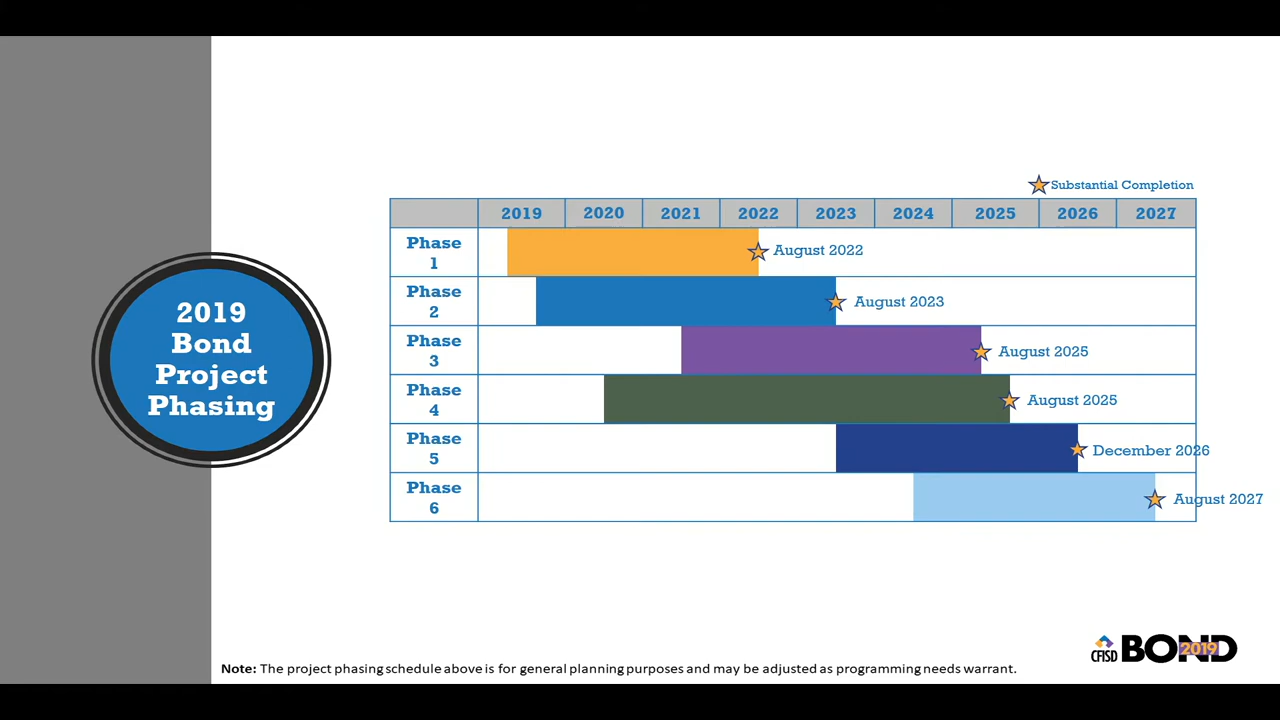 2019
Bond
Project
Phasing
Substantial Completion
2019 2020 2021 2022 2023 2024 2025 2026 2027
Phase
1
August 2022
Phase
2
August 2023
Phase
3
August 2025
Phase
4
August 2025
Phase
5
December 2026
Phase
6
August 2027
CFISD BOND 2019
Note: The project phasing schedule above is for general planning purposes and may be adjusted as programming needs warrant.